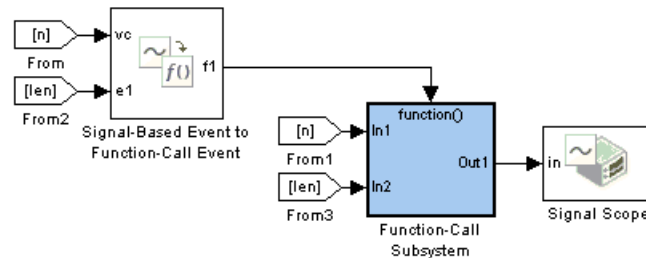 [n]
From
[len]
From2
vc
e1
f()
f1
Signal-Based Event to
Function-Call Event
[n]
From1
[len]
From3
function()
In1
In2
Out1
Function-Call
Subsystem
in
Signal Scope